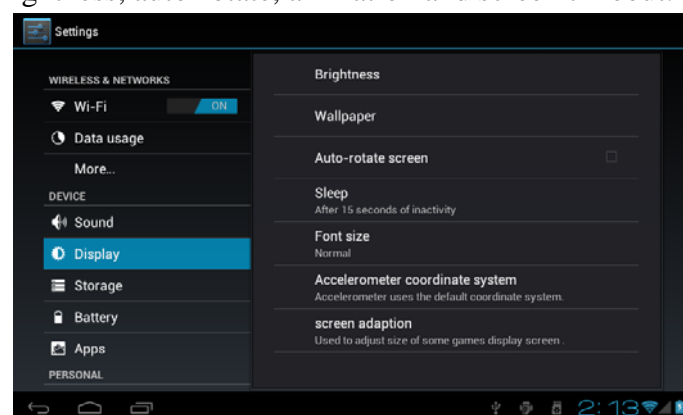 Settings
WIRELESS & NETWORKS
Wi-Fi ON
Data usage
More...
DEVICE
Sound
Display
Storage
Battery
Apps
PERSONAL
Brightness
Wallpaper
Auto-rotate screen
Sleep
After 15 seconds of inactivity
Font size
Normal
Accelerometer coordinate system
Accelerometer uses the default coordinate system.
screen adaption
Used to adjust size of some games display screen .
2:13